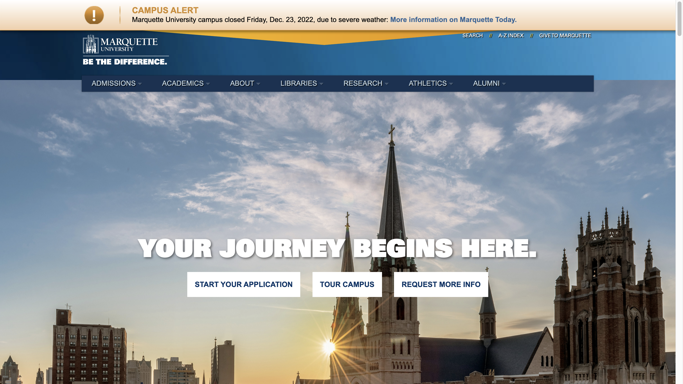 CAMPUS ALERT
Marquette University campus closed Friday, Dec. 23, 2022, due to severe weather: More information on Marquette Today.
SEARCH // A-Z INDEX // GIVE TO MARQUETTE
MARQUETTE
UNIVERSITY
BE THE DIFFERENCE.
ADMISSIONS ACADEMICS ABOUT LIBRARIES RESEARCH ATHLETICS ALUMNI
YOUR JOURNEY BEGINS HERE.
START YOUR APPLICATION TOUR CAMPUS REQUEST MORE INFO